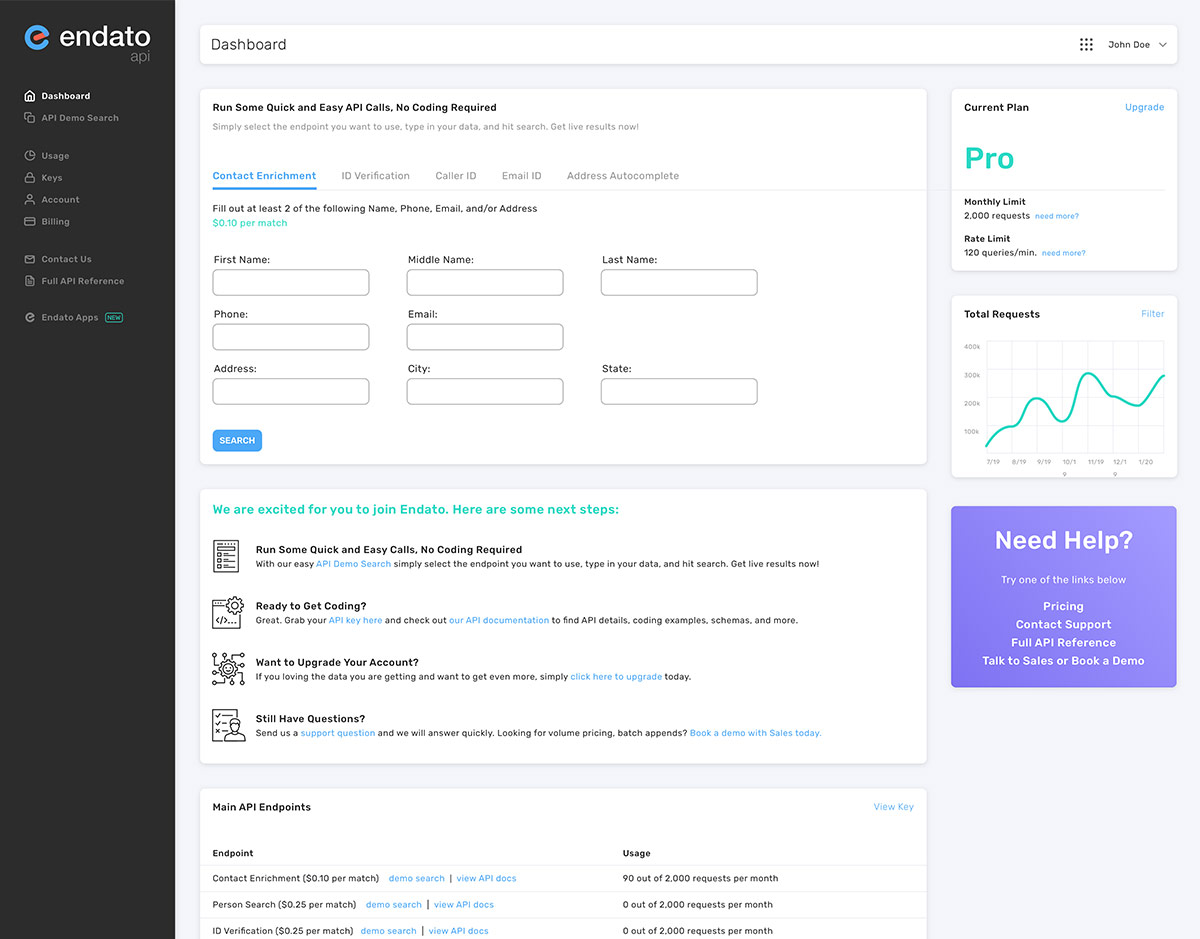 endato
api
Dashboard
API Demo Search
Usage
Keys
Account
Billing
Contact Us
Full API Reference
Endato Apps NEW
Dashboard
John Doe
Run Some Quick and Easy API Calls, No Coding Required
Simply select the endpoint you want to use, type in your data, and hit search. Get live results now!
Contact Enrichment ID Verification Caller ID Email ID Address Autocomplete
Fill out at least 2 of the following Name, Phone, Email, and/or Address
$0.10 per match
First Name: Middle Name: Last Name:
Phone: Email:
Address: City: State:
SEARCH
We are excited for you to join Endato. Here are some next steps:
Run Some Quick and Easy Calls, No Coding Required
With our easy API Demo Search simply select the endpoint you want to use, type in your data, and hit search. Get live results now!
Ready to Get Coding?
Great. Grab your API key here and check out our API documentation to find API details, coding examples, schemas, and more.
Want to Upgrade Your Account?
If you loving the data you are getting and want to get even more, simply click here to upgrade today.
Still Have Questions?
Send us a support question and we will answer quickly. Looking for volume pricing, batch appends? Book a demo with Sales today.
Main API Endpoints View Key
Endpoint Usage
Contact Enrichment ($0.10 per match) demo search | view API docs 90 out of 2,000 requests per month
Person Search ($0.25 per match) demo search | view API docs 0 out of 2,000 requests per month
ID Verification ($0.25 per match) demo search | view API docs 0 out of 2,000 requests per month
Current Plan Upgrade
Pro
Monthly Limit
2,000 requests need more?
Rate Limit
120 queries/min. need more?
Total Requests Filter
400k
300k
200k
100k
7/19 8/19 9/19 10/1 11/19 12/1 1/20
9 9
Need Help?
Try one of the links below
Pricing
Contact Support
Full API Reference
Talk to Sales or Book a Demo